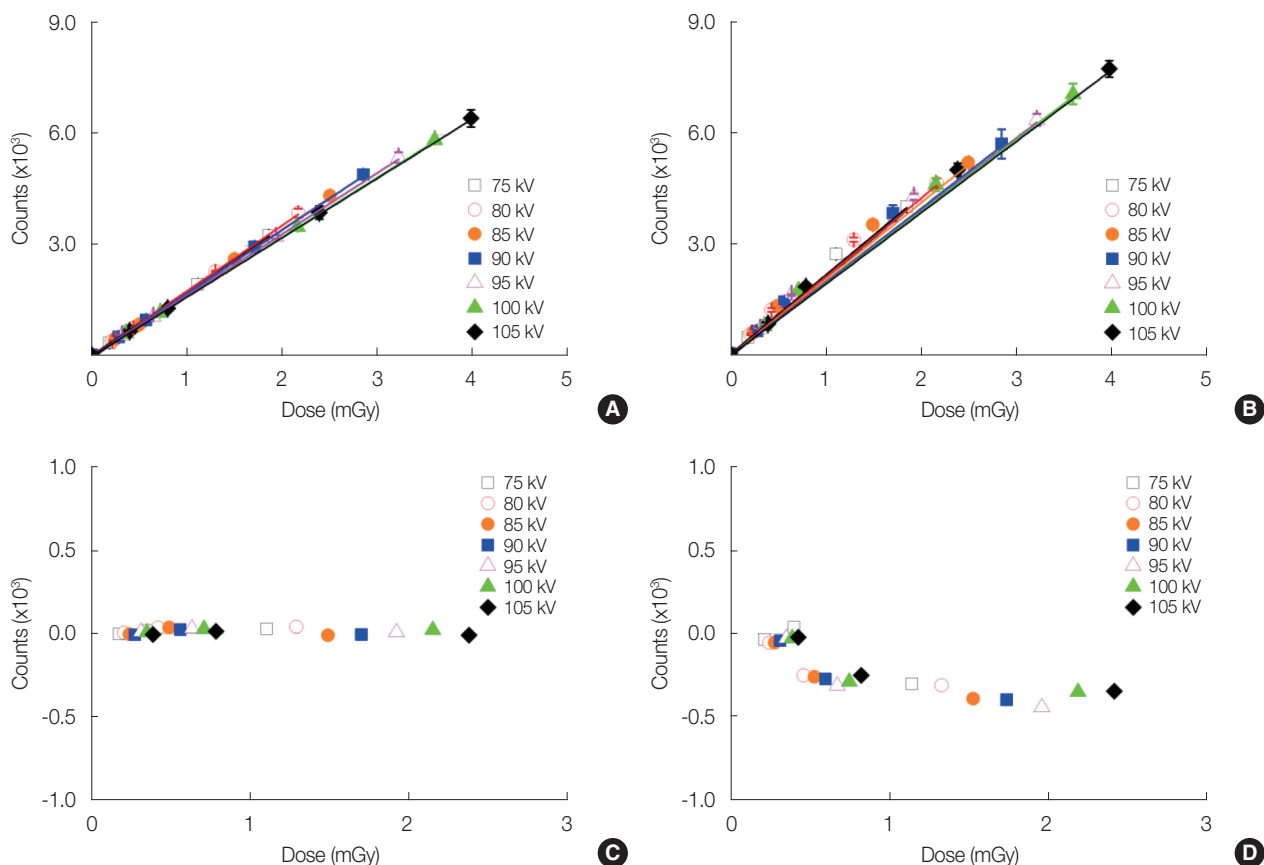 9.0
6.0
3.0
Counts (x10³)
75 kV
80 kV
85 kV
90 kV
95 kV
100 kV
105 kV
0 1 2 3 4 5
Dose (mGy)
A
9.0
6.0
3.0
Counts (x10³)
75 kV
80 kV
85 kV
90 kV
95 kV
100 kV
105 kV
0 1 2 3 4 5
Dose (mGy)
B
1.0
0.5
0.0
-0.5
-1.0
Counts (x10³)
75 kV
80 kV
85 kV
90 kV
95 kV
100 kV
105 kV
0 1 2 3
Dose (mGy)
C
1.0
0.5
0.0
-0.5
-1.0
Counts (x10³)
75 kV
80 kV
85 kV
90 kV
95 kV
100 kV
105 kV
0 1 2 3
Dose (mGy)
D